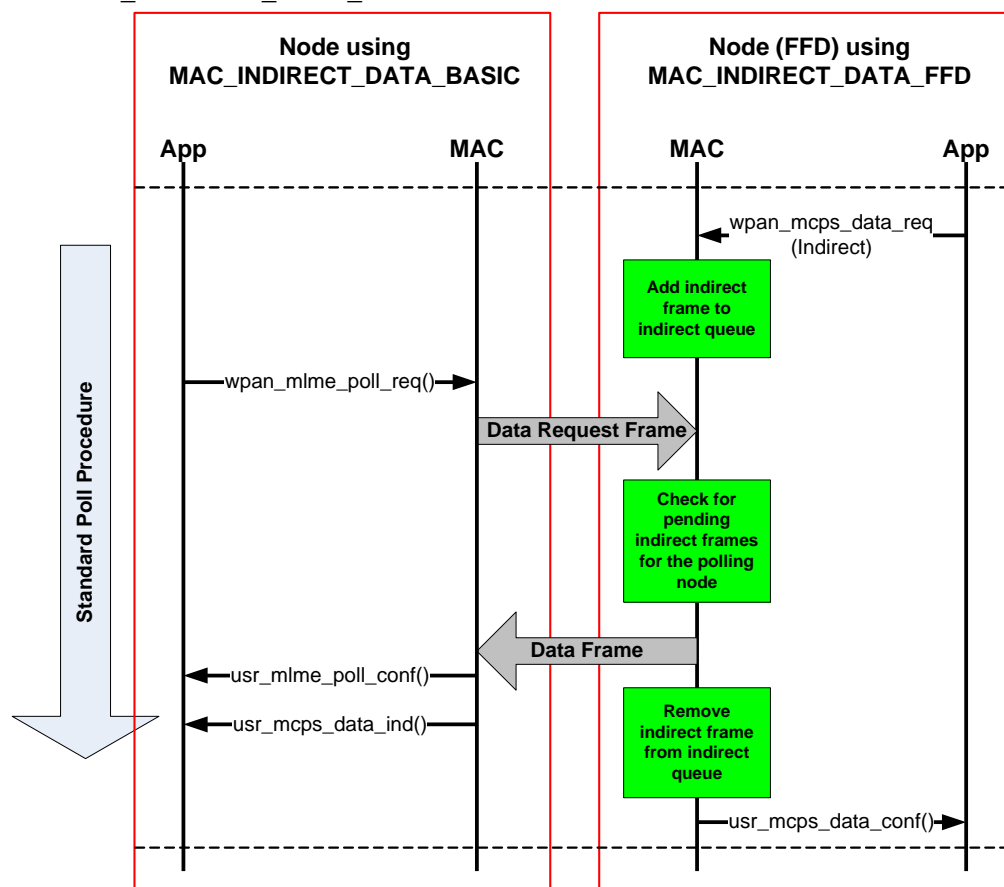 Node using
MAC_INDIRECT_DATA_BASIC
Node (FFD) using
MAC_INDIRECT_DATA_FFD
App
MAC
MAC
App
wpan_mcps_data_req
(Indirect)
Add indirect
frame to
indirect queue
wpan_mlme_poll_req()
Data Request Frame
Standard Poll Procedure
Check for
pending
indirect frames
for the polling
node
Data Frame
usr_mlme_poll_conf()
usr_mcps_data_ind()
Remove
indirect frame
from indirect
queue
usr_mcps_data_conf()